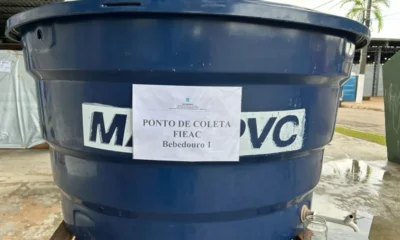 PONTO DE COLETA
FIEAC
Bebedouro 1
MA PVC